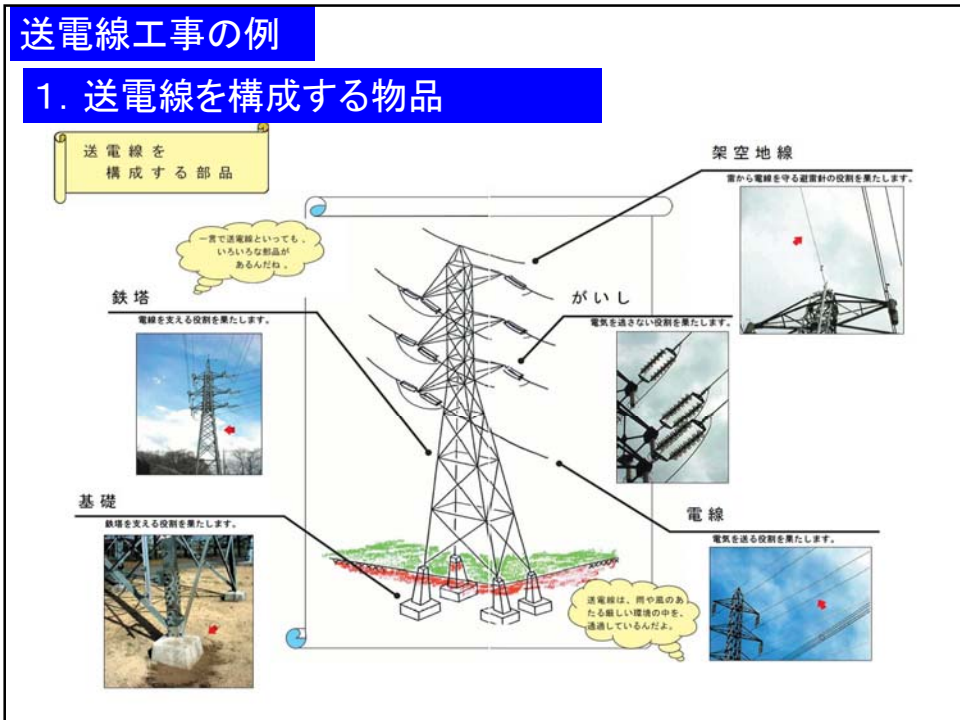 送電線工事の例
１．送電線を構成する物品
送電線を
構成する部品
架空地線
雷から電線を守る避雷針の役割を果たします。
一言で送電線といっても、
いろいろな部品が
あるんだね。
鉄塔
電線を支える役割を果たします。
がいし
電気を逃さない役割を果たします。
基礎
鉄塔を支える役割を果たします。
電線
電気を送る役割を果たします。
送電線は、雨や風のあ
たる厳しい環境の中を、
通過しているんだよ。